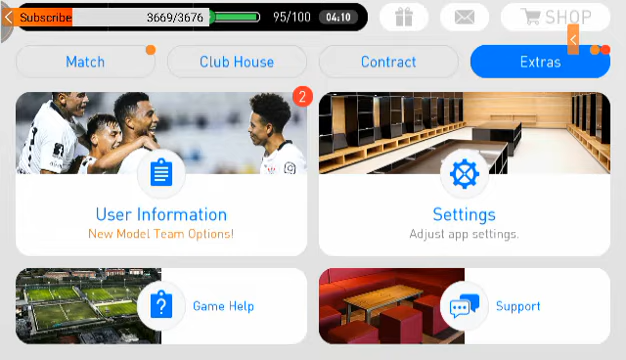 Subscribe 3669/3676 95/100 04:10 SHOP
Match Club House Contract Extras
2
User Information
New Model Team Options!
Settings
Adjust app settings.
Game Help
Support